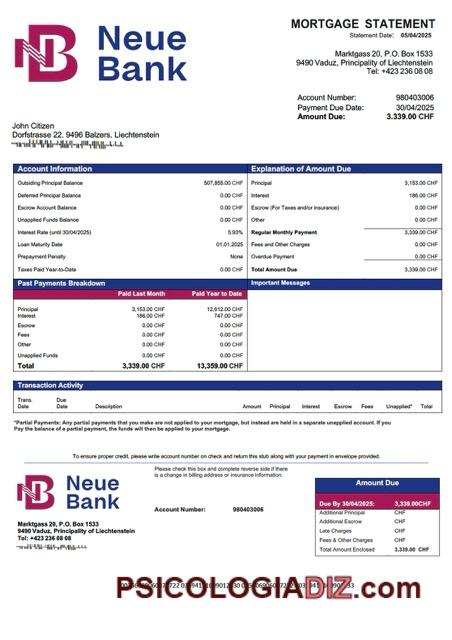 Neue
Bank
MORTGAGE STATEMENT
Statement Date: 05/04/2025
Marktgass 20, P.O. Box 1533
9490 Vaduz, Principality of Liechtenstein
Tel: +423 236 08 08
Account Number: 980403006
Payment Due Date: 30/04/2025
Amount Due: 3.339.00 CHF
John Citizen
Dorfstrasse 22, 9496 Balzers, Liechtenstein
Account Information
Outsiding Principal Balance 507,855.00 CHF
Deferred Principal Balance 0.00 CHF
Escrow Account Balance 0.00 CHF
Unapplied Funds Balance 0.00 CHF
Interest Rate (until 30/04/2025) 5.93%
Loan Maturity Date 01.01.2025
Prepayment Penalty None
Taxes Paid Year-to-Date 0.00 CHF
Explanation of Amount Due
Principal 3,153.00 CHF
Interest 186.00 CHF
Escrow (For Taxes and/or insurance) 0.00 CHF
Other 0.00 CHF
Regular Monthly Payment 3,339.00 CHF
Fees and Other Charges 0.00 CHF
Overdue Payment 0.00 CHF
Total Amount Due 3,339.00 CHF
Past Payments Breakdown
Paid Last Month Paid Year to Date
Principal 3,153.00 CHF 12,612.00 CHF
Interest 186.00 CHF 747.00 CHF
Escrow 0.00 CHF 0.00 CHF
Fees 0.00 CHF 0.00 CHF
Other 0.00 CHF 0.00 CHF
Unapplied Funds 0.00 CHF 0.00 CHF
Total 3,339.00 CHF 13,359.00 CHF
Important Messages
Transaction Activity
Trans. Date Due Date Description Amount Principal Interest Escrow Fees Unapplied* Total
*Partial Payments: Any partial payments that you make are not applied to your mortgage, but instead are held in a separate unapplied account. If you
Pay the balance of a partial payment, the funds will then be applied to your mortgage.
To ensure proper credit, please write account number on check and return this stub along with your payment in envelope provided.
Neue
Bank
Please check this box and complete reverse side if there
is a change in billing address or insurance information.
Account Number: 980403006
Marktgass 20, P.O. Box 1533
9490 Vaduz, Principality of Liechtenstein
Tel: +423 236 08 08
Amount Due
Due By 30/04/2025: 3,339.00CHF
Additional Principal CHF
Additional Escrow CHF
Late Charges CHF
Fees & Other Charges CHF
Total Amount Enclosed 3,339.00 CHF
PSICOLOGIADIZ.com